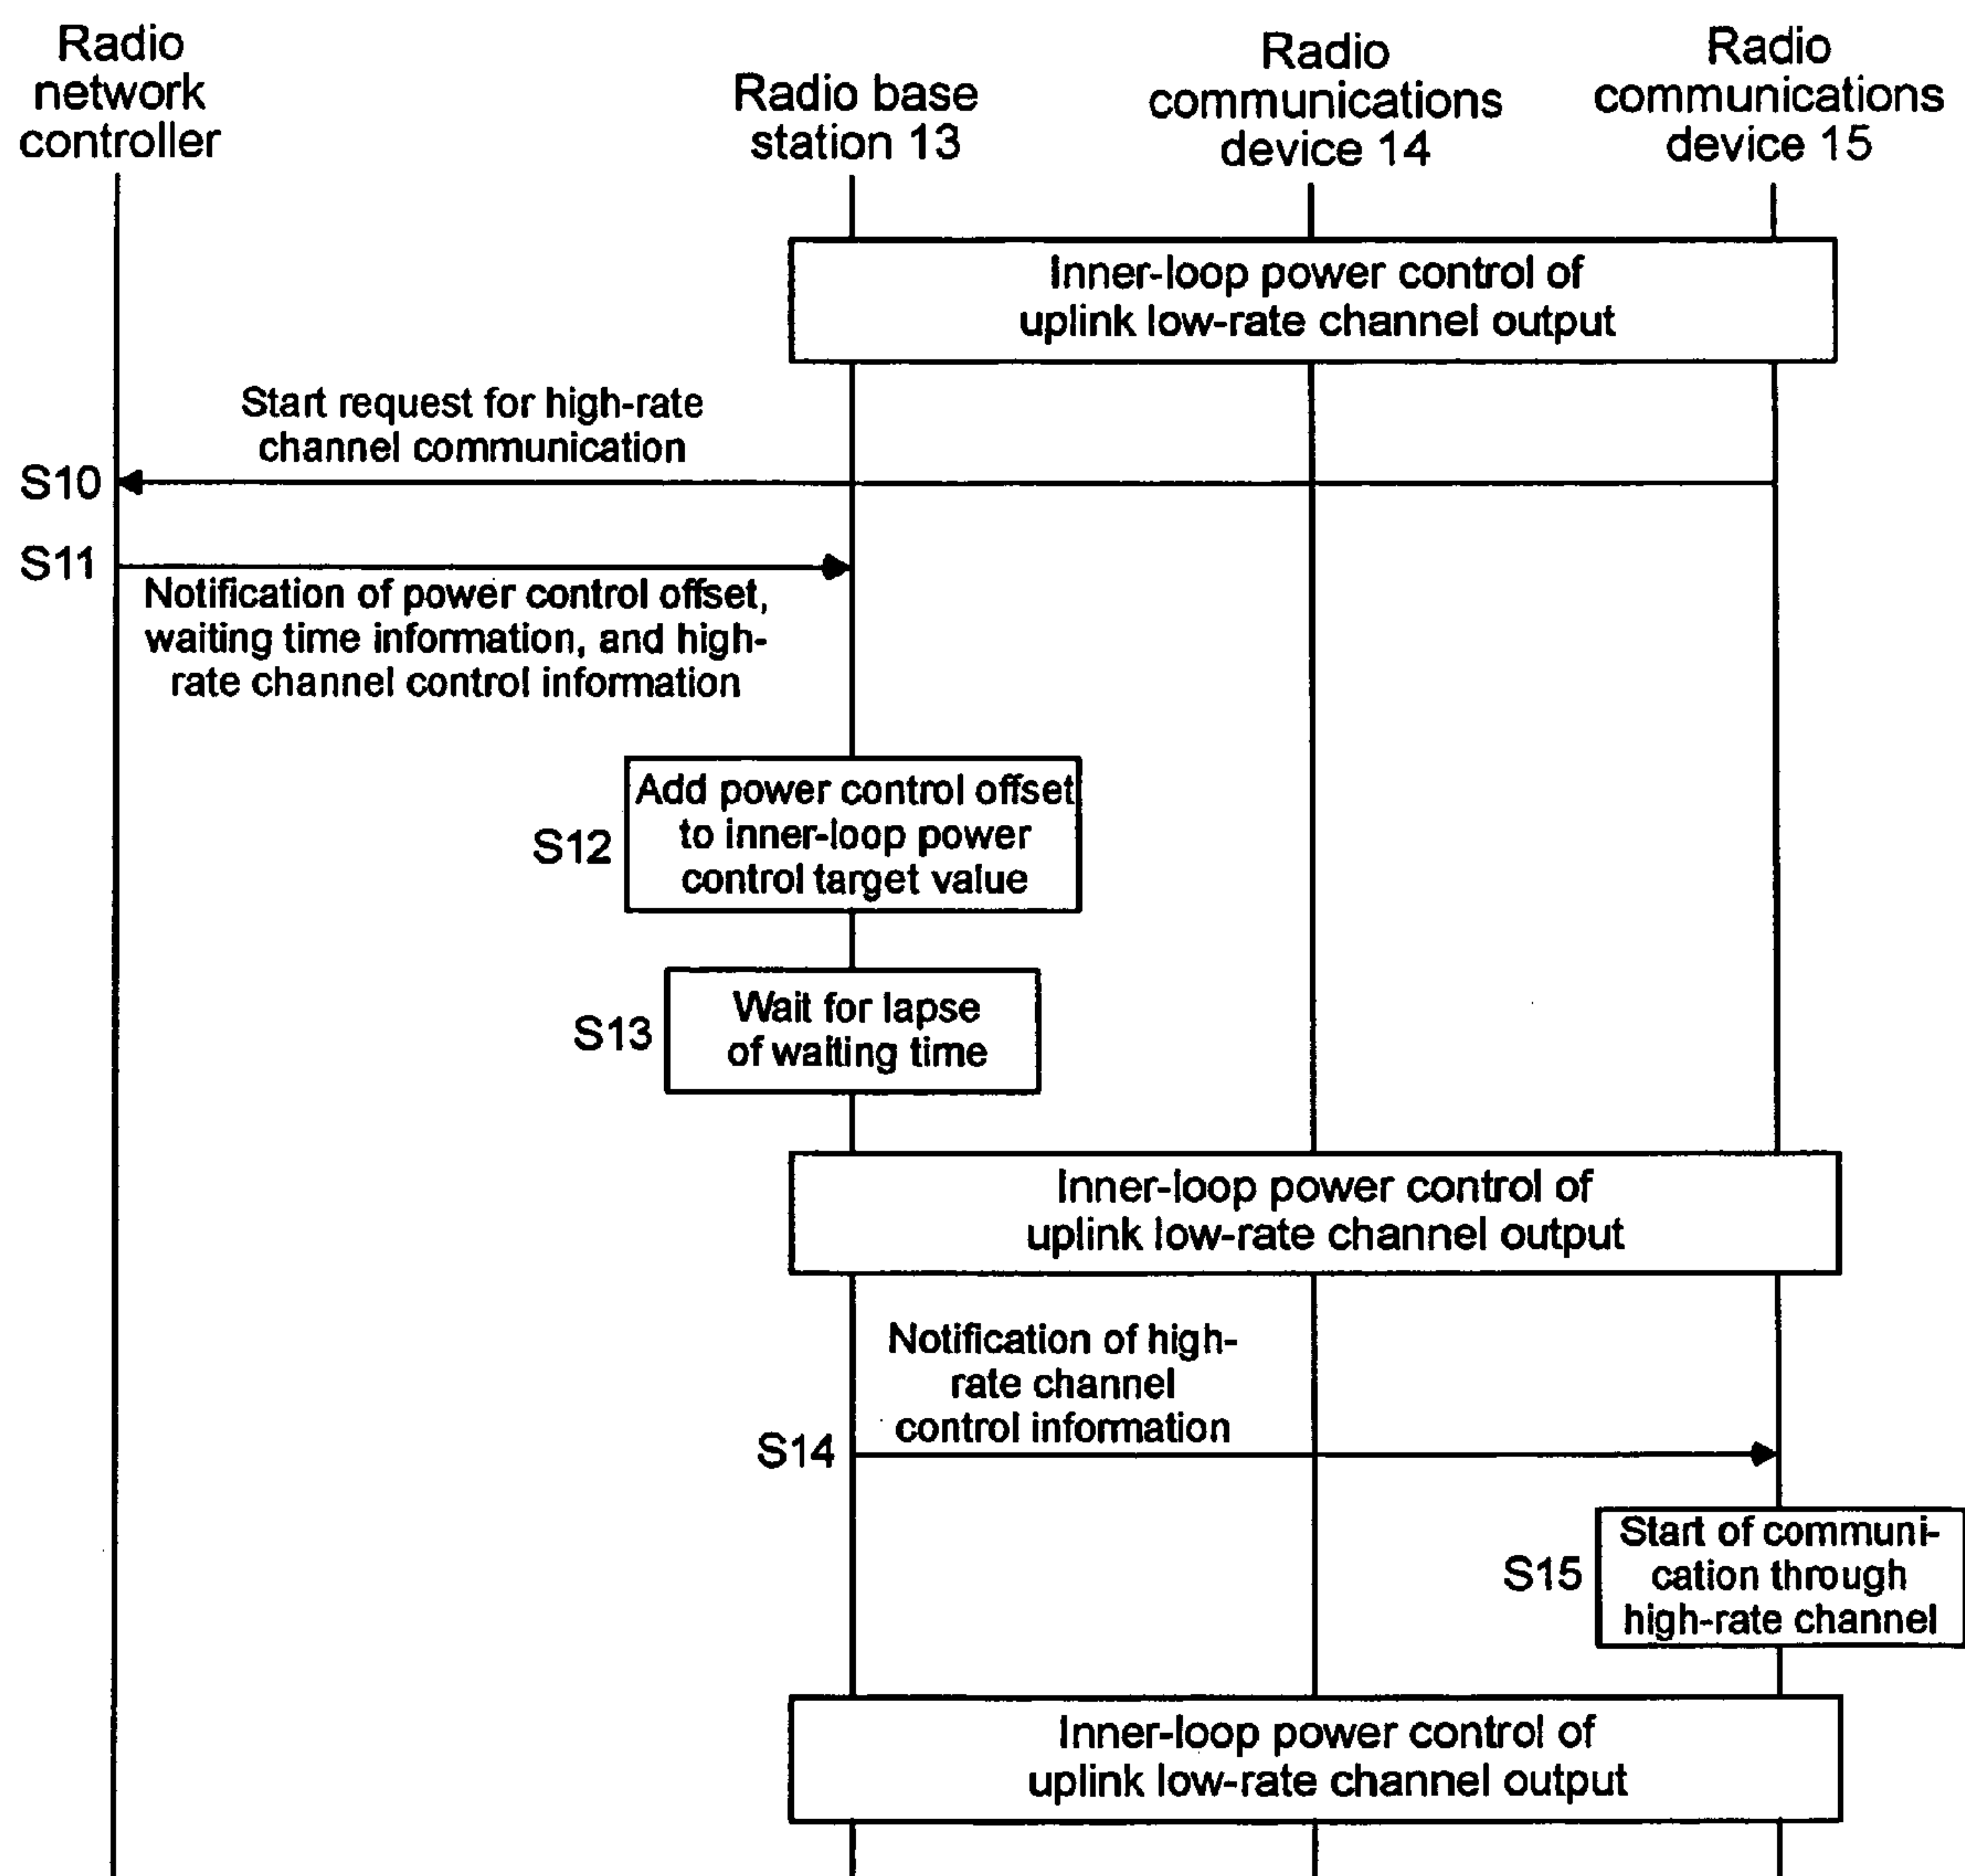 Radio
network
controller
Radio base
station 13
Radio
communications
device 14
Radio
communications
device 15
Inner-loop power control of
uplink low-rate channel output
Start request for high-rate
channel communication
S10
S11
Notification of power control offset,
waiting time information, and high-
rate channel control information
Add power control offset
to inner-loop power
control target value
S12
Wait for lapse
of waiting time
S13
Inner-loop power control of
uplink low-rate channel output
Notification of high-
rate channel
control information
S14
Start of communi-
cation through
high-rate channel
S15
Inner-loop power control of
uplink low-rate channel output